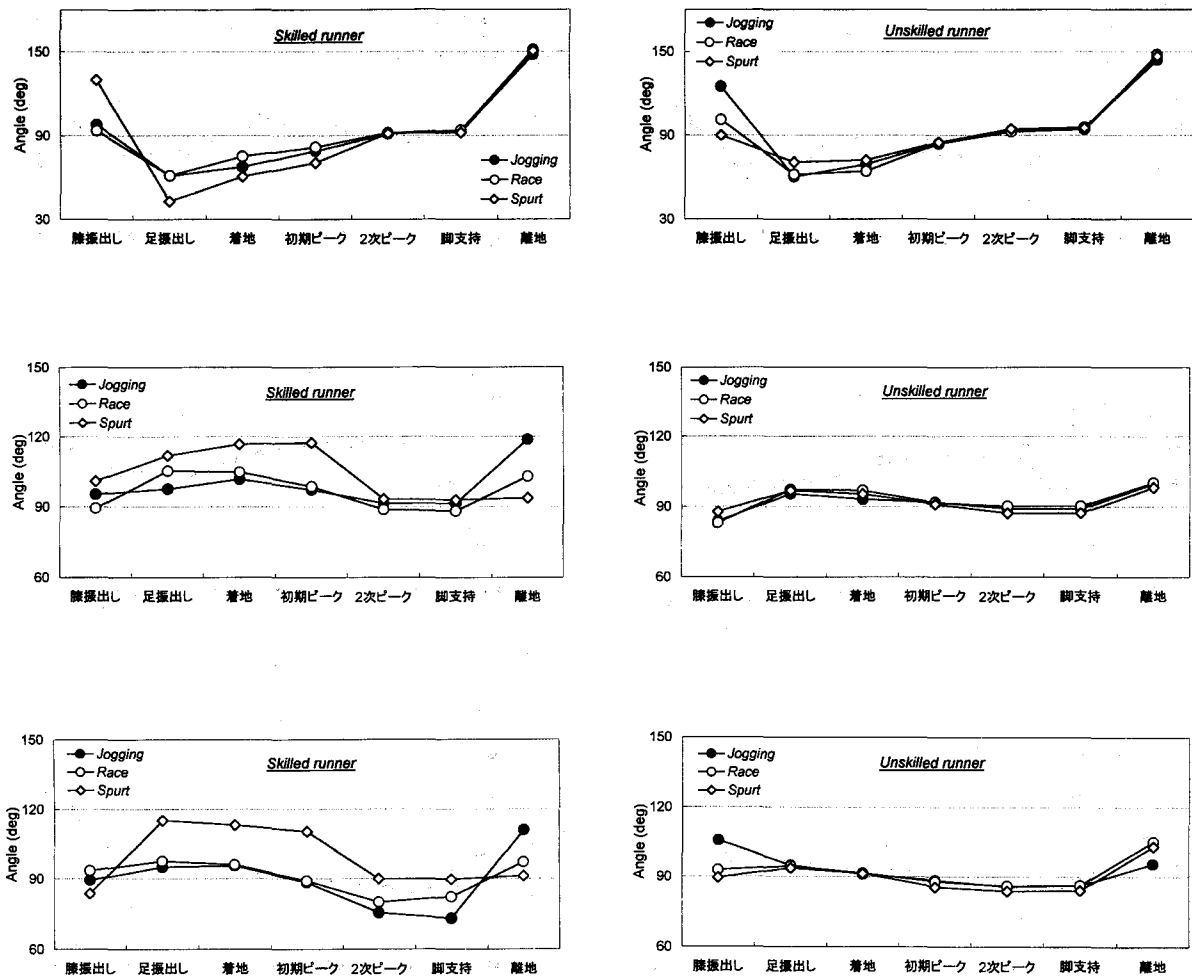 Skilled runner
Angle (deg)
150
90
30
Jogging
Race
Spurt
膝振出し 足振出し 着地 初期ピーク 2次ピーク 脚支持 離地
Unskilled runner
Angle (deg)
150
90
30
Jogging
Race
Spurt
膝振出し 足振出し 着地 初期ピーク 2次ピーク 脚支持 離地
Skilled runner
Angle (deg)
150
120
90
60
Jogging
Race
Spurt
膝振出し 足振出し 着地 初期ピーク 2次ピーク 脚支持 離地
Unskilled runner
Angle (deg)
150
120
90
60
Jogging
Race
Spurt
膝振出し 足振出し 着地 初期ピーク 2次ピーク 脚支持 離地
Skilled runner
Angle (deg)
150
120
90
60
Jogging
Race
Spurt
膝振出し 足振出し 着地 初期ピーク 2次ピーク 脚支持 離地
Unskilled runner
Angle (deg)
150
120
90
60
Jogging
Race
Spurt
膝振出し 足振出し 着地 初期ピーク 2次ピーク 脚支持 離地